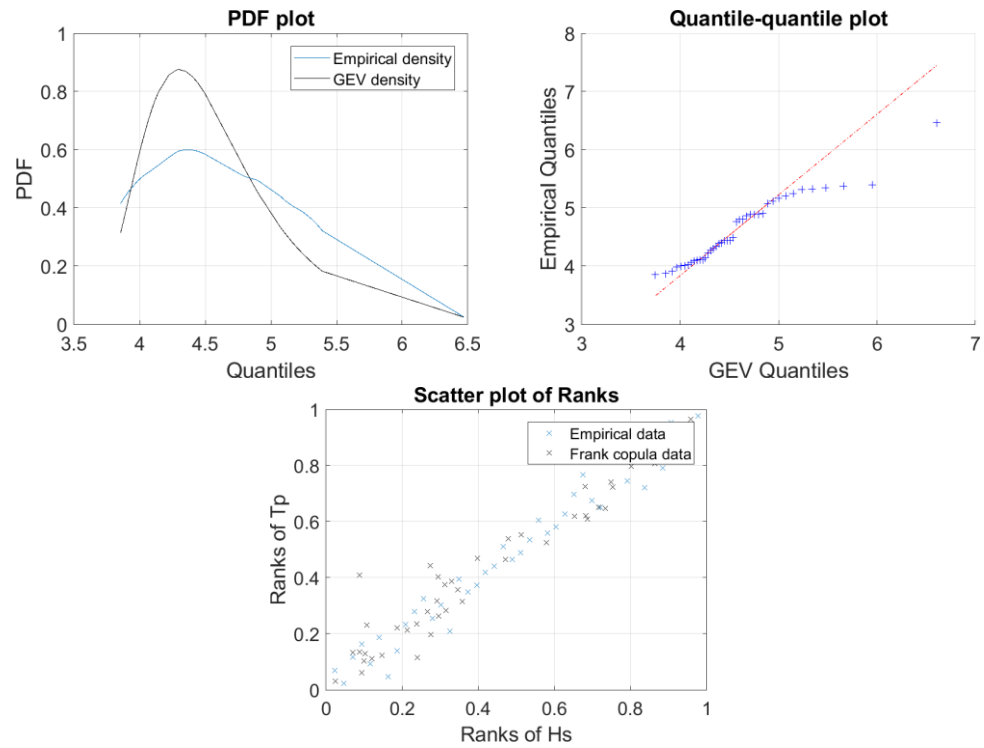 PDF plot
1
0.8
0.6
0.4
0.2
0
3.5 4 4.5 5 5.5 6 6.5
PDF
Quantiles
Empirical density
GEV density
Quantile-quantile plot
8
7
6
5
4
3
3 4 5 6 7
Empirical Quantiles
GEV Quantiles
Scatter plot of Ranks
1
0.8
0.6
0.4
0.2
0
0 0.2 0.4 0.6 0.8 1
Ranks of Tp
Ranks of Hs
Empirical data
Frank copula data